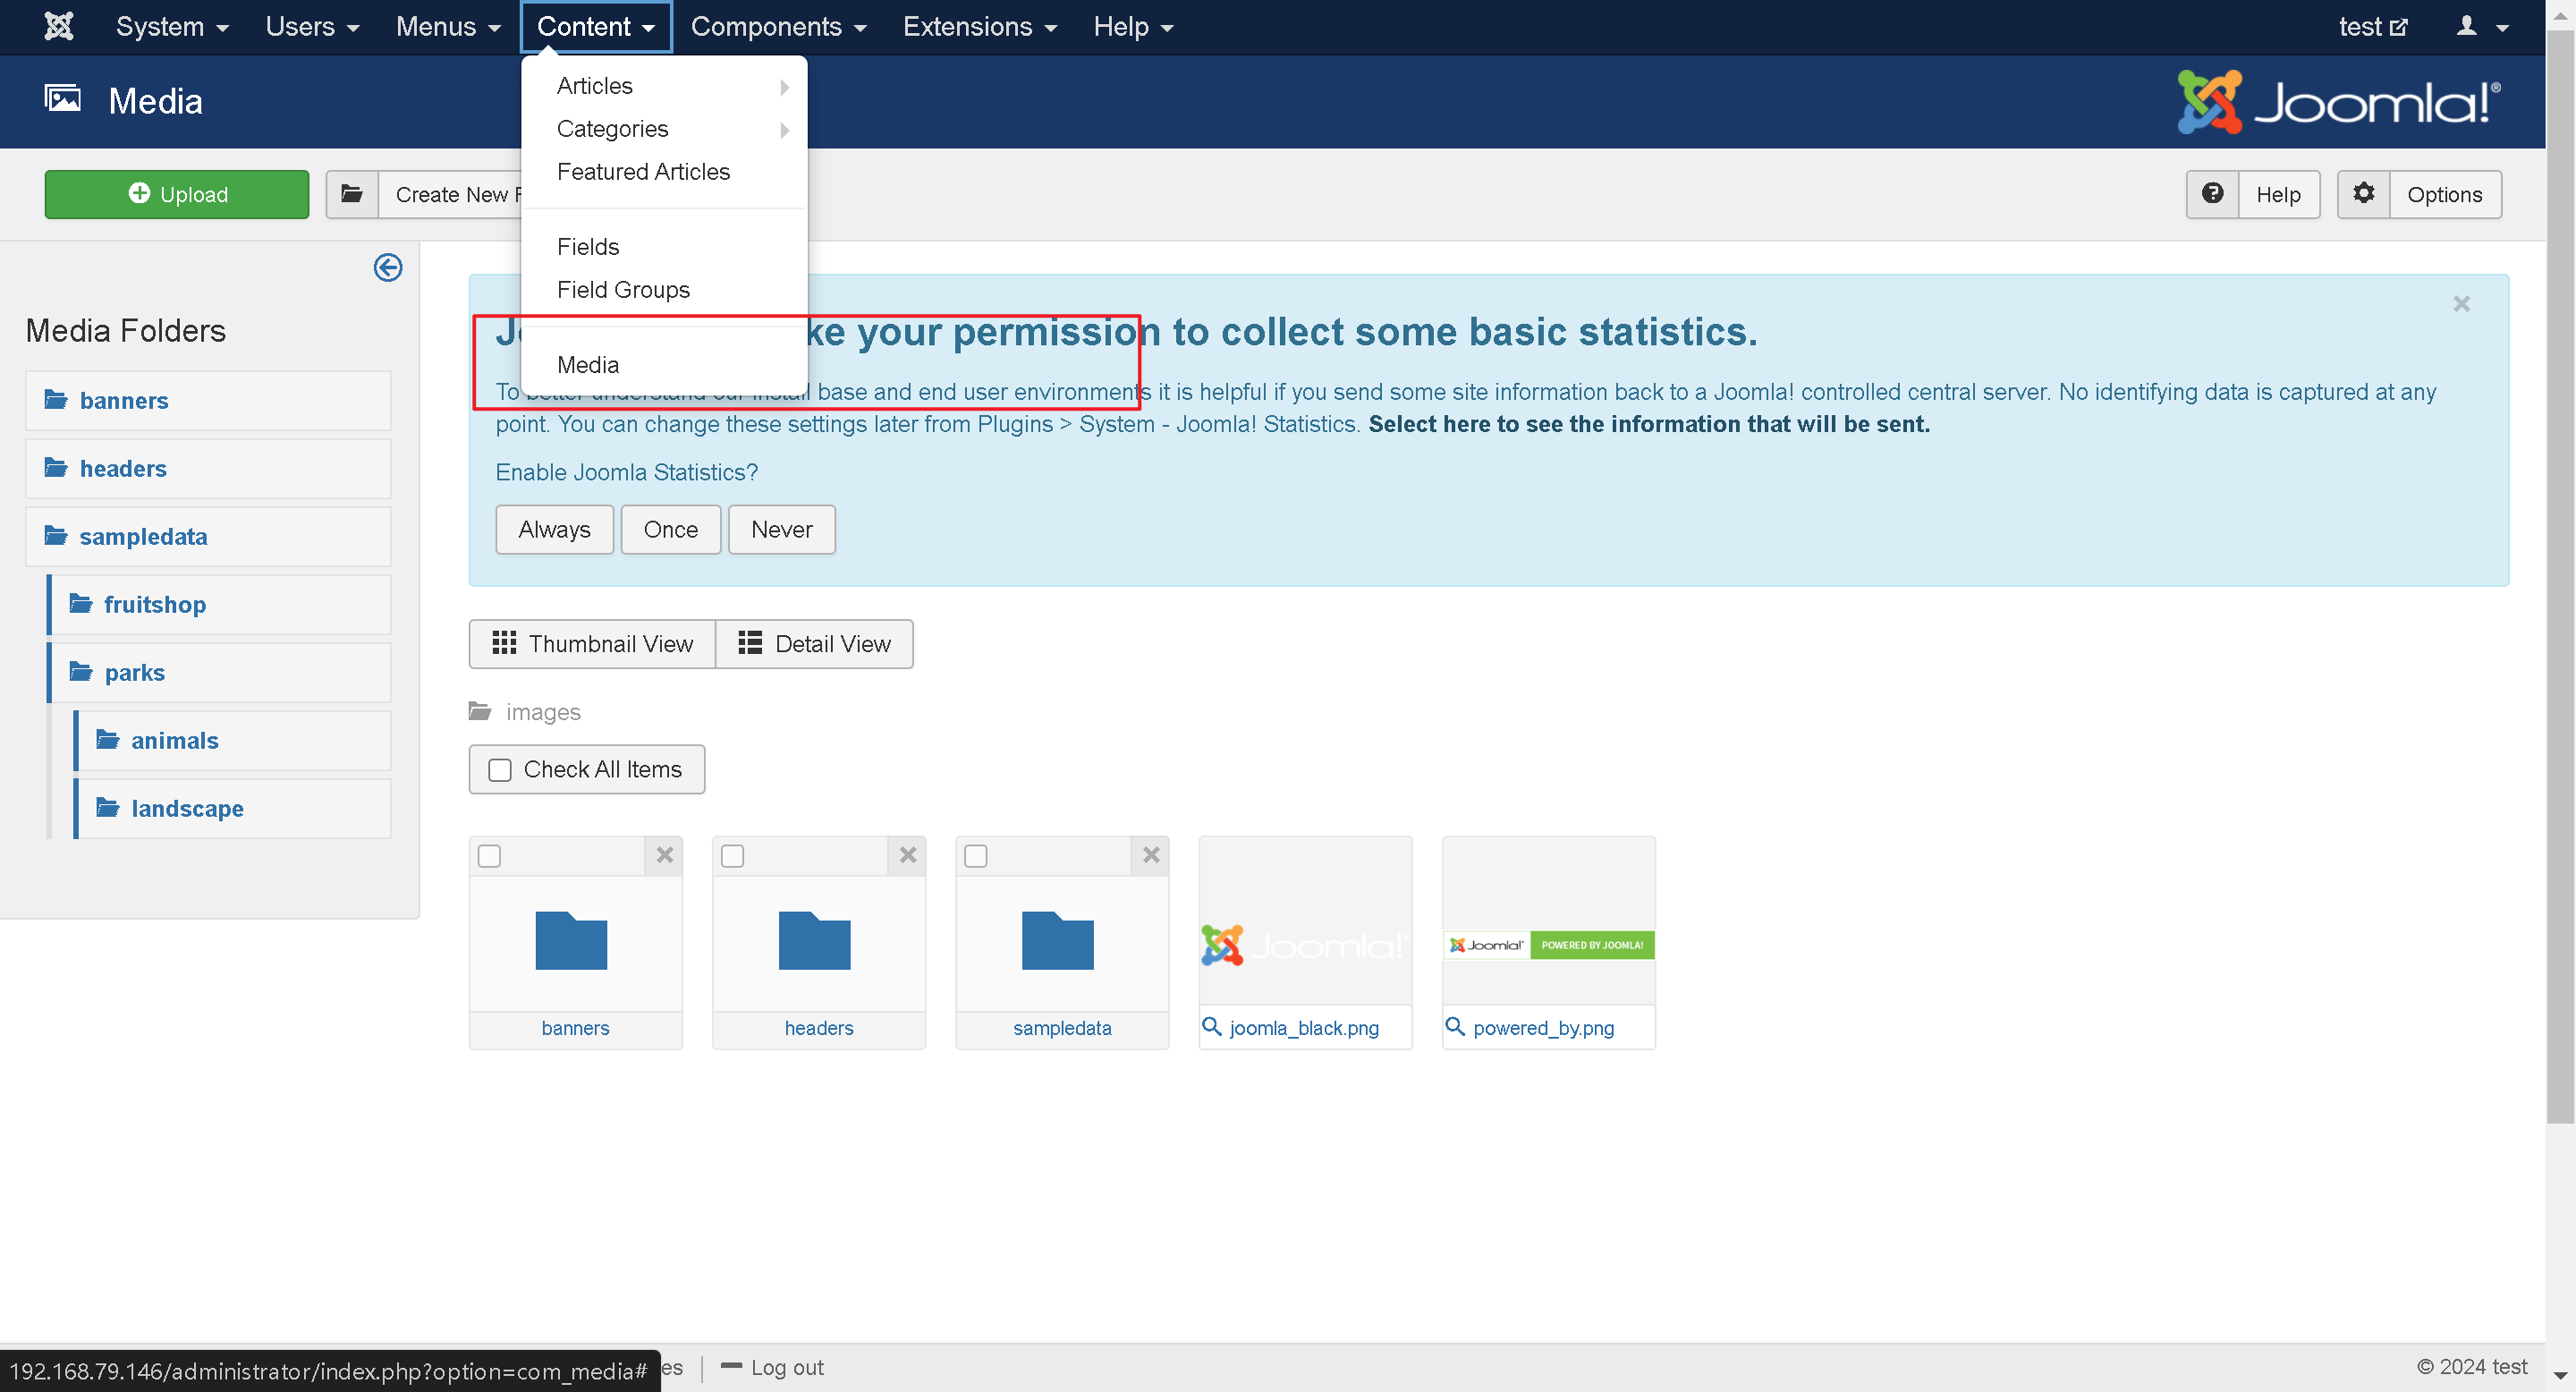 System Users Menus Content Components Extensions Help test
Media
Joomla!®
Articles
Categories
Featured Articles
Fields
Field Groups
Media
Upload
Create New F
Help
Options
Media Folders
banners
headers
sampledata
fruitshop
parks
animals
landscape
ke your permission to collect some basic statistics.
To better understand our install base and end user environments it is helpful if you send some site information back to a Joomla! controlled central server. No identifying data is captured at any
point. You can change these settings later from Plugins > System - Joomla! Statistics. Select here to see the information that will be sent.
Enable Joomla Statistics?
Always Once Never
Thumbnail View Detail View
images
Check All Items
Joomla!
Joomla! POWERED BY JOOMLA!
banners headers sampledata joomla_black.png powered_by.png
192.168.79.146/administrator/index.php?option=com_media#
es Log out
© 2024 test